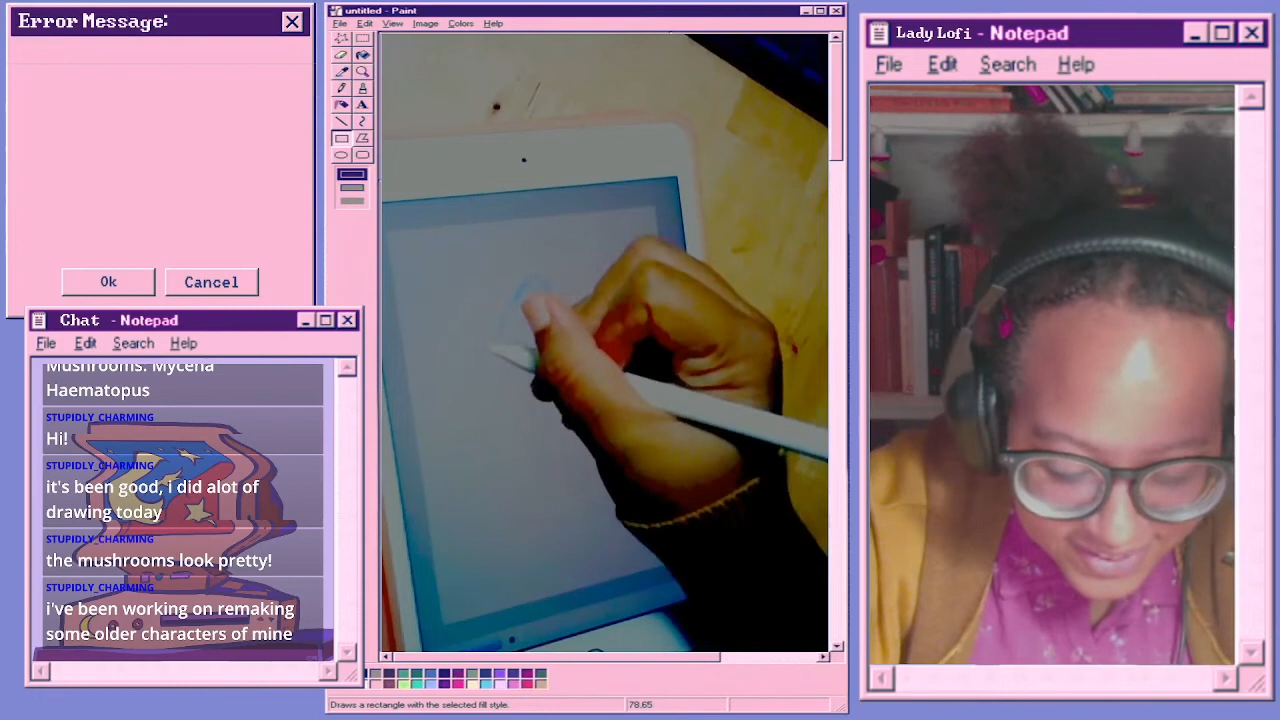 Error Message:
Ok
Cancel
Chat - Notepad
File Edit Search Help
Mushrooms: Mycena
Haematopus
STUPIDLY_CHARMING
Hi!
STUPIDLY_CHARMING
it's been good, i did alot of
drawing today
STUPIDLY_CHARMING
the mushrooms look pretty!
STUPIDLY_CHARMING
i've been working on remaking
some older characters of mine
untitled - Paint
File Edit View Image Colors Help
A
Draws a rectangle with the selected fill style.
78.65
Lady Lofi - Notepad
File Edit Search Help